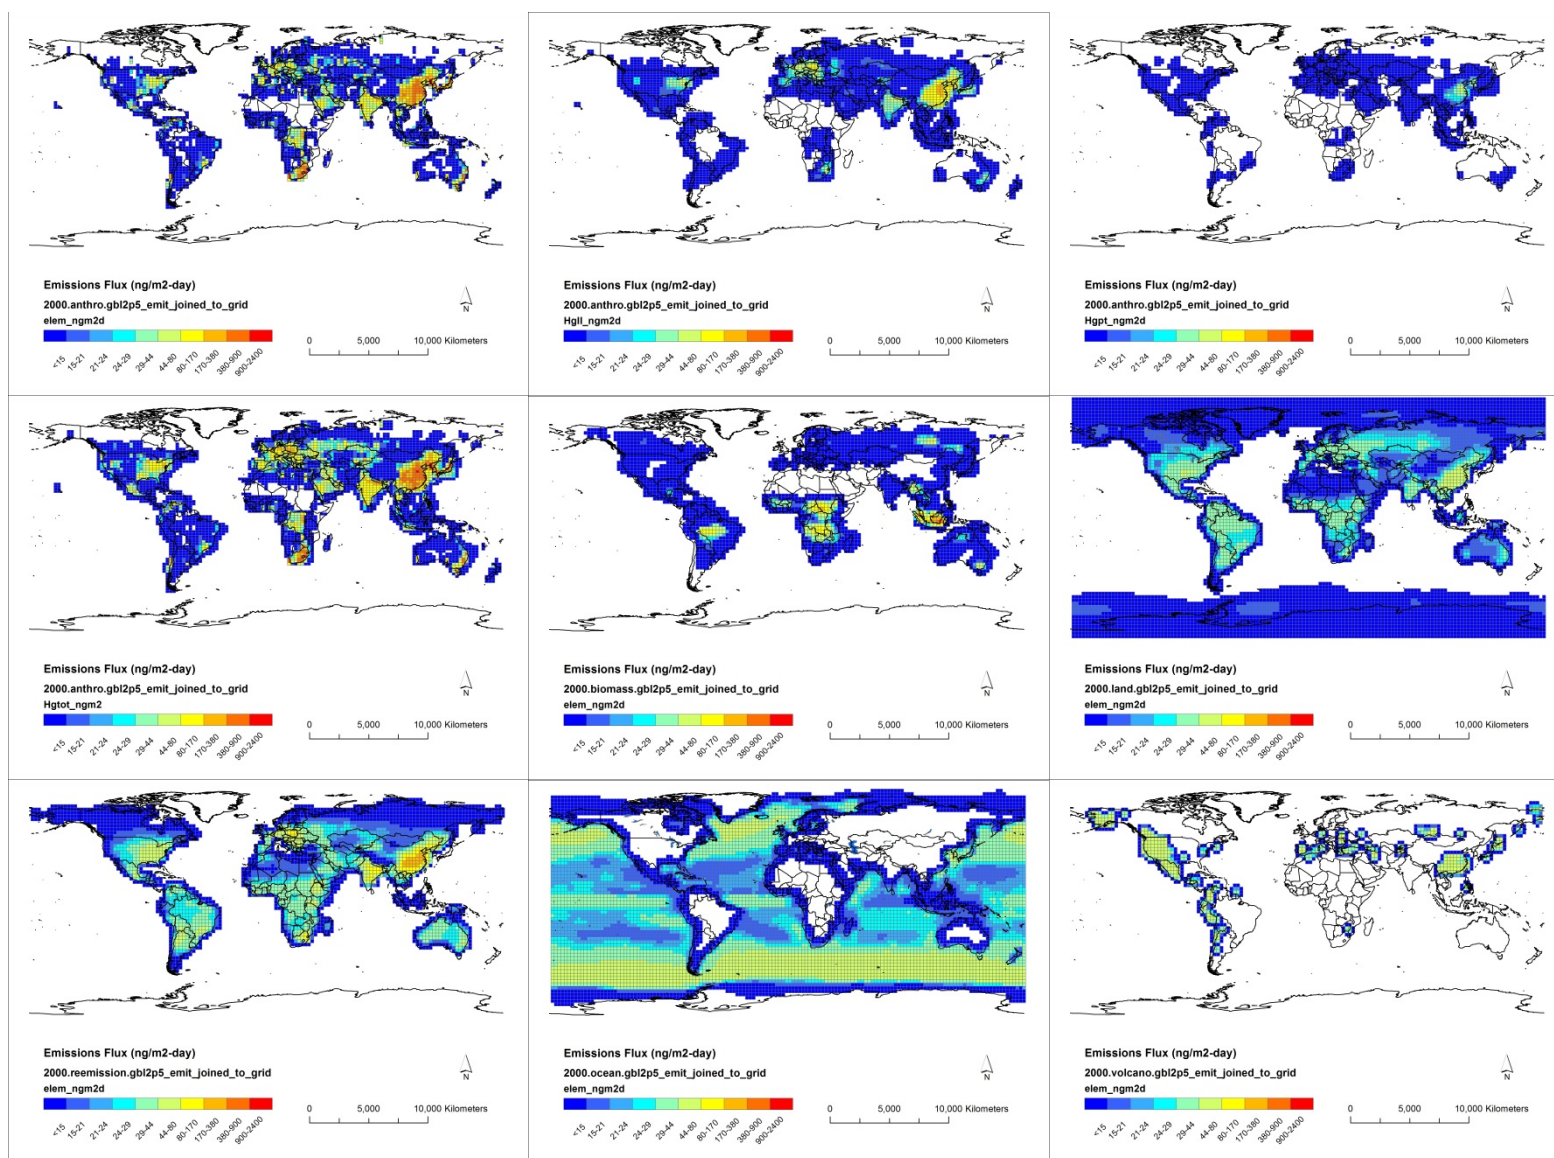 Emissions Flux (ng/m2-day)
2000.anthro.gbl2p5_emit_joined_to_grid
elem_ngm2d
<15 15-21 21-24 24-29 29-44 44-80 80-170 170-380 380-900 900-2400
N
0 5,000 10,000 Kilometers
Emissions Flux (ng/m2-day)
2000.anthro.gbl2p5_emit_joined_to_grid
HgII_ngm2d
<15 15-21 21-24 24-29 29-44 44-80 80-170 170-380 380-900 900-2400
N
0 5,000 10,000 Kilometers
Emissions Flux (ng/m2-day)
2000.anthro.gbl2p5_emit_joined_to_grid
Hgpt_ngm2d
<15 15-21 21-24 24-29 29-44 44-80 80-170 170-380 380-900 900-2400
N
0 5,000 10,000 Kilometers
Emissions Flux (ng/m2-day)
2000.anthro.gbl2p5_emit_joined_to_grid
Hgtot_ngm2
<15 15-21 21-24 24-29 29-44 44-80 80-170 170-380 380-900 900-2400
N
0 5,000 10,000 Kilometers
Emissions Flux (ng/m2-day)
2000.biomass.gbl2p5_emit_joined_to_grid
elem_ngm2d
<15 15-21 21-24 24-29 29-44 44-80 80-170 170-380 380-900 900-2400
N
0 5,000 10,000 Kilometers
Emissions Flux (ng/m2-day)
2000.land.gbl2p5_emit_joined_to_grid
elem_ngm2d
<15 15-21 21-24 24-29 29-44 44-80 80-170 170-380 380-900 900-2400
N
0 5,000 10,000 Kilometers
Emissions Flux (ng/m2-day)
2000.reemission.gbl2p5_emit_joined_to_grid
elem_ngm2d
<15 15-21 21-24 24-29 29-44 44-80 80-170 170-380 380-900 900-2400
N
0 5,000 10,000 Kilometers
Emissions Flux (ng/m2-day)
2000.ocean.gbl2p5_emit_joined_to_grid
elem_ngm2d
<15 15-21 21-24 24-29 29-44 44-80 80-170 170-380 380-900 900-2400
N
0 5,000 10,000 Kilometers
Emissions Flux (ng/m2-day)
2000.volcano.gbl2p5_emit_joined_to_grid
elem_ngm2d
<15 15-21 21-24 24-29 29-44 44-80 80-170 170-380 380-900 900-2400
N
0 5,000 10,000 Kilometers